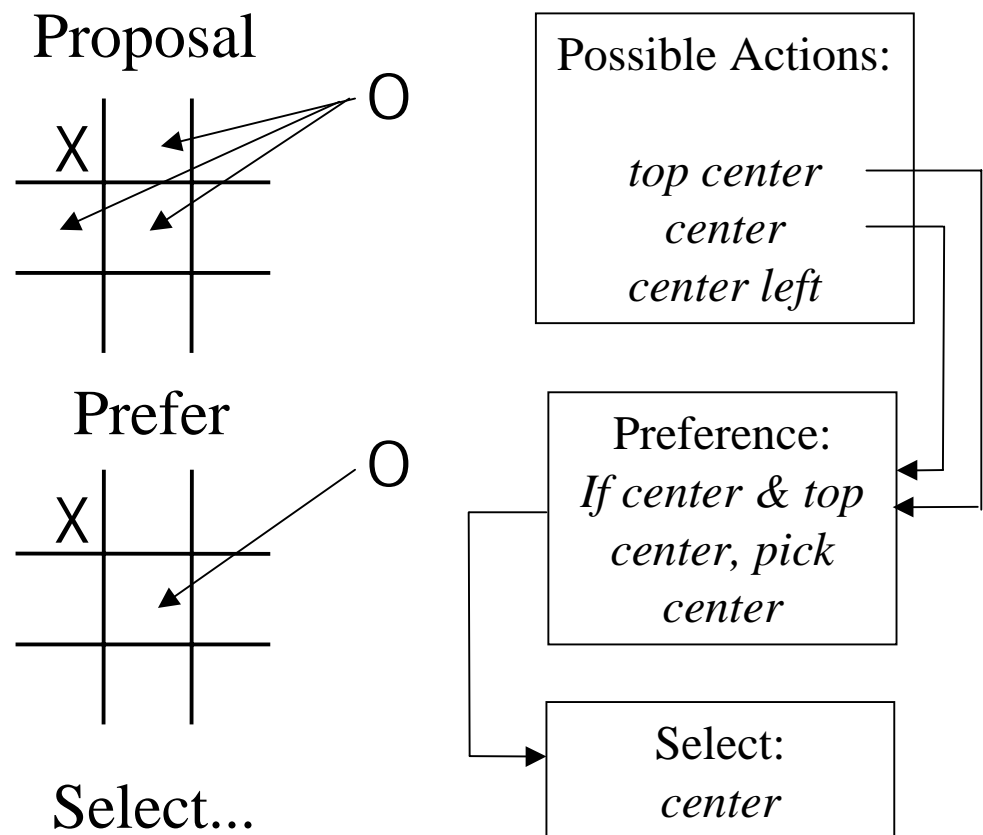 Proposal
O
X
Possible Actions:
top center
center
center left
Prefer
O
X
Preference:
If center & top
center, pick
center
Select...
Select:
center